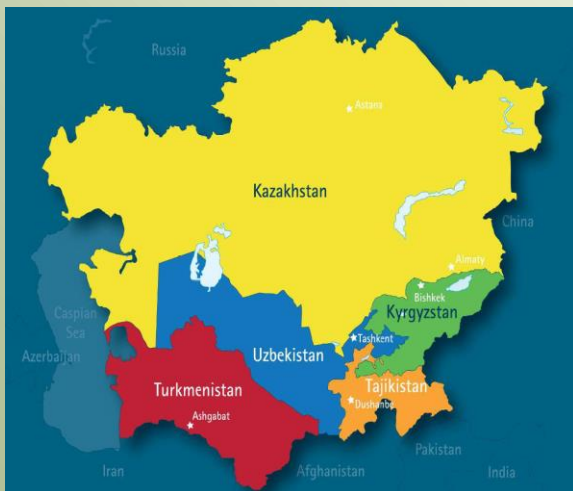 Russia
Astana
Kazakhstan
China
Almaty
Bishkek
Kyrgyzstan
Caspian
Sea
Tashkent
Azerbaijan
Uzbekistan
Turkmenistan
Tajikistan
Dushanbe
Ashgabat
Pakistan
Iran
Afghanistan
India